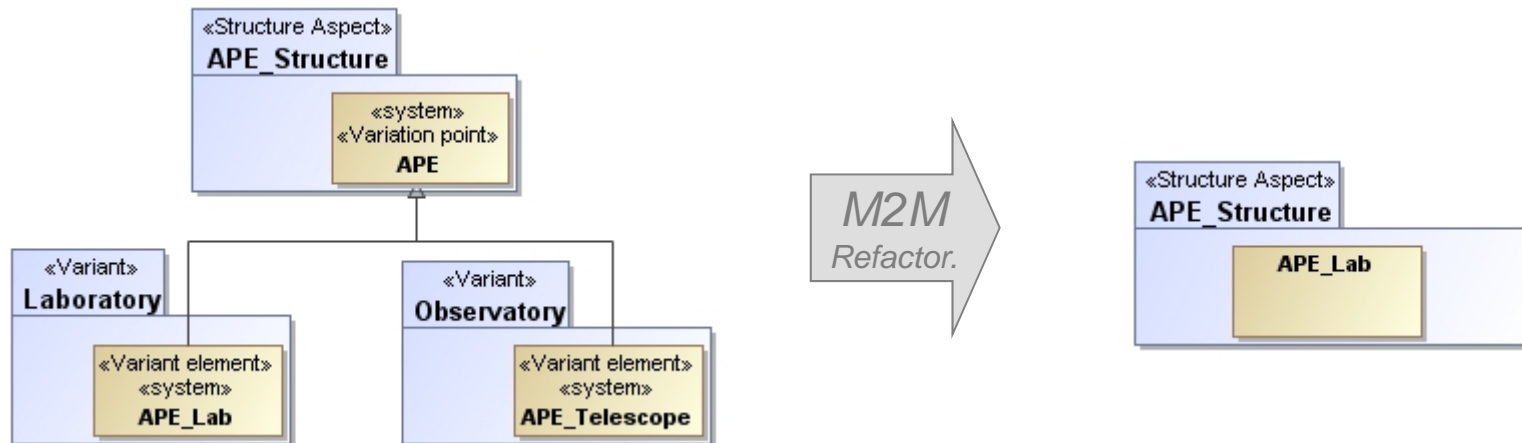 «Structure Aspect»
APE_Structure
«system»
«Variation point»
APE
«Variant»
Laboratory
«Variant element»
«system»
APE_Lab
«Variant»
Observatory
«Variant element»
«system»
APE_Telescope
M2M
Refactor.
«Structure Aspect»
APE_Structure
APE_Lab